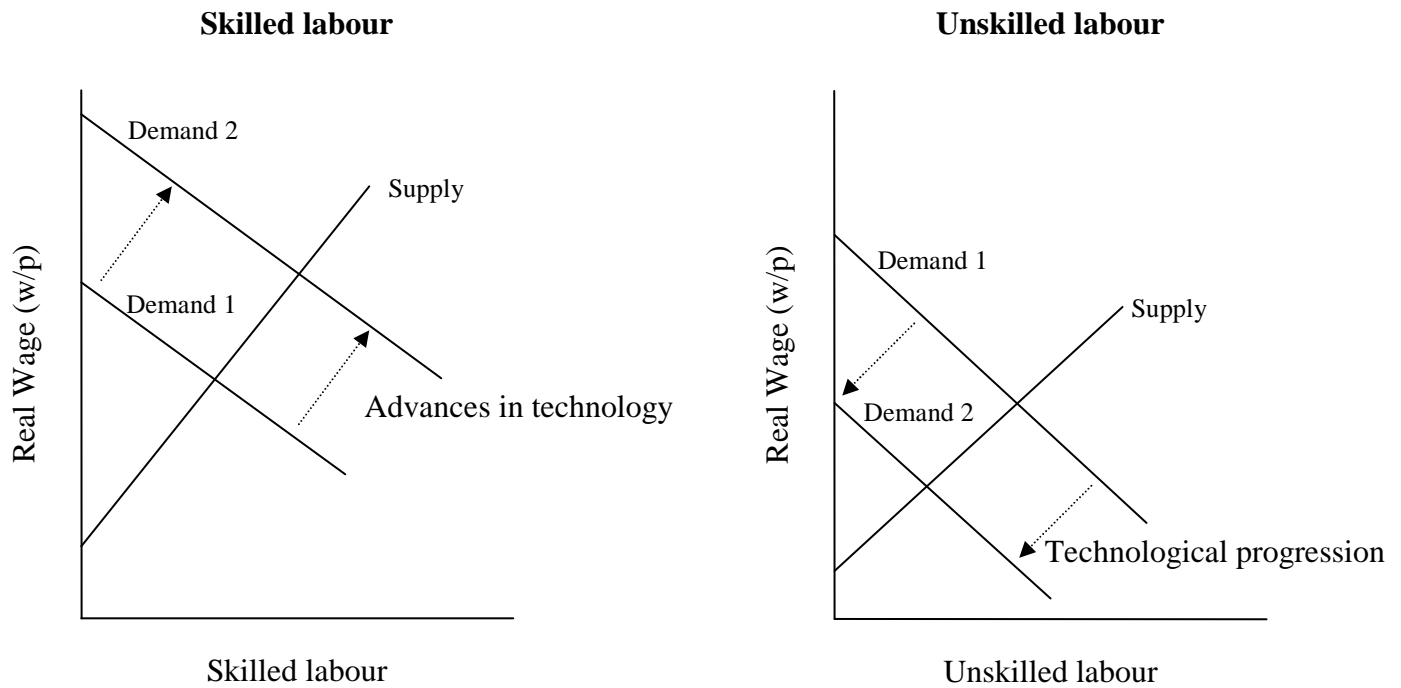 Skilled labour
Demand 2
Supply
Demand 1
Advances in technology
Real Wage (w/p)
Skilled labour
Unskilled labour
Demand 1
Supply
Demand 2
Technological progression
Real Wage (w/p)
Unskilled labour